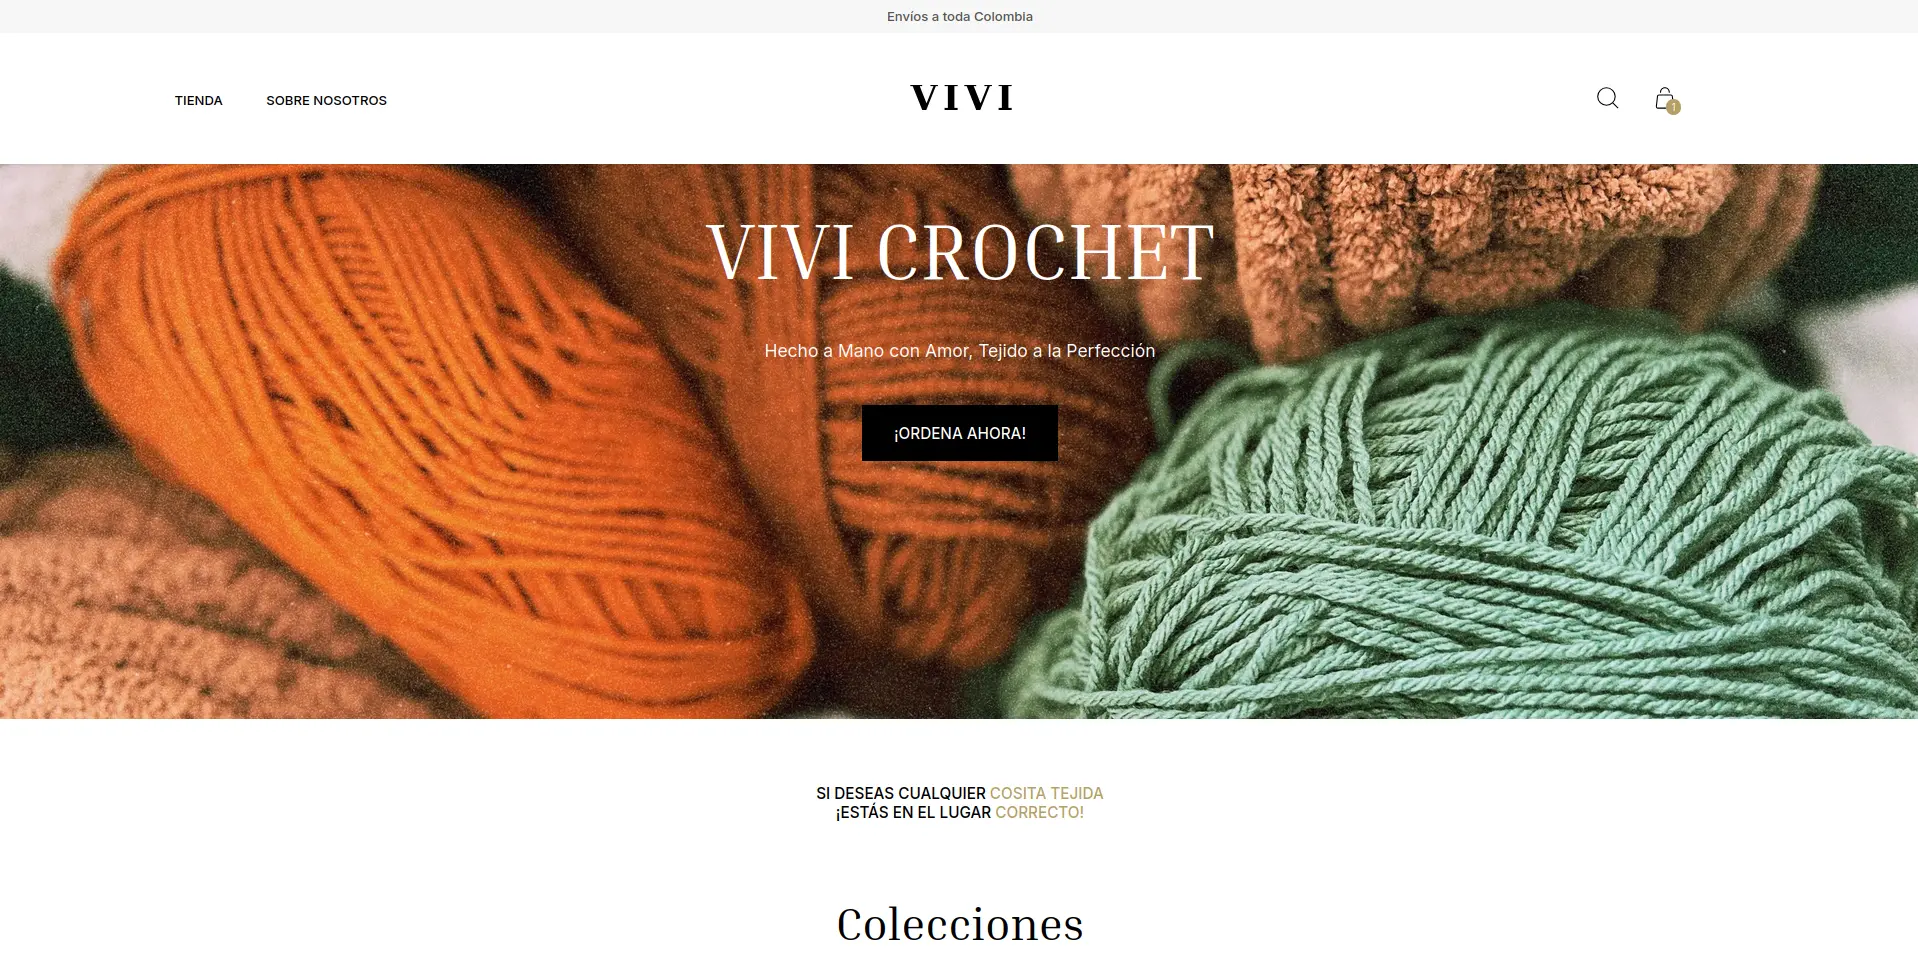 Envíos a toda Colombia
TIENDA
SOBRE NOSOTROS
VIVI
1
VIVI CROCHET
Hecho a Mano con Amor, Tejido a la Perfección
¡ORDENA AHORA!
SI DESEAS CUALQUIER COSITA TEJIDA
¡ESTÁS EN EL LUGAR CORRECTO!
Colecciones